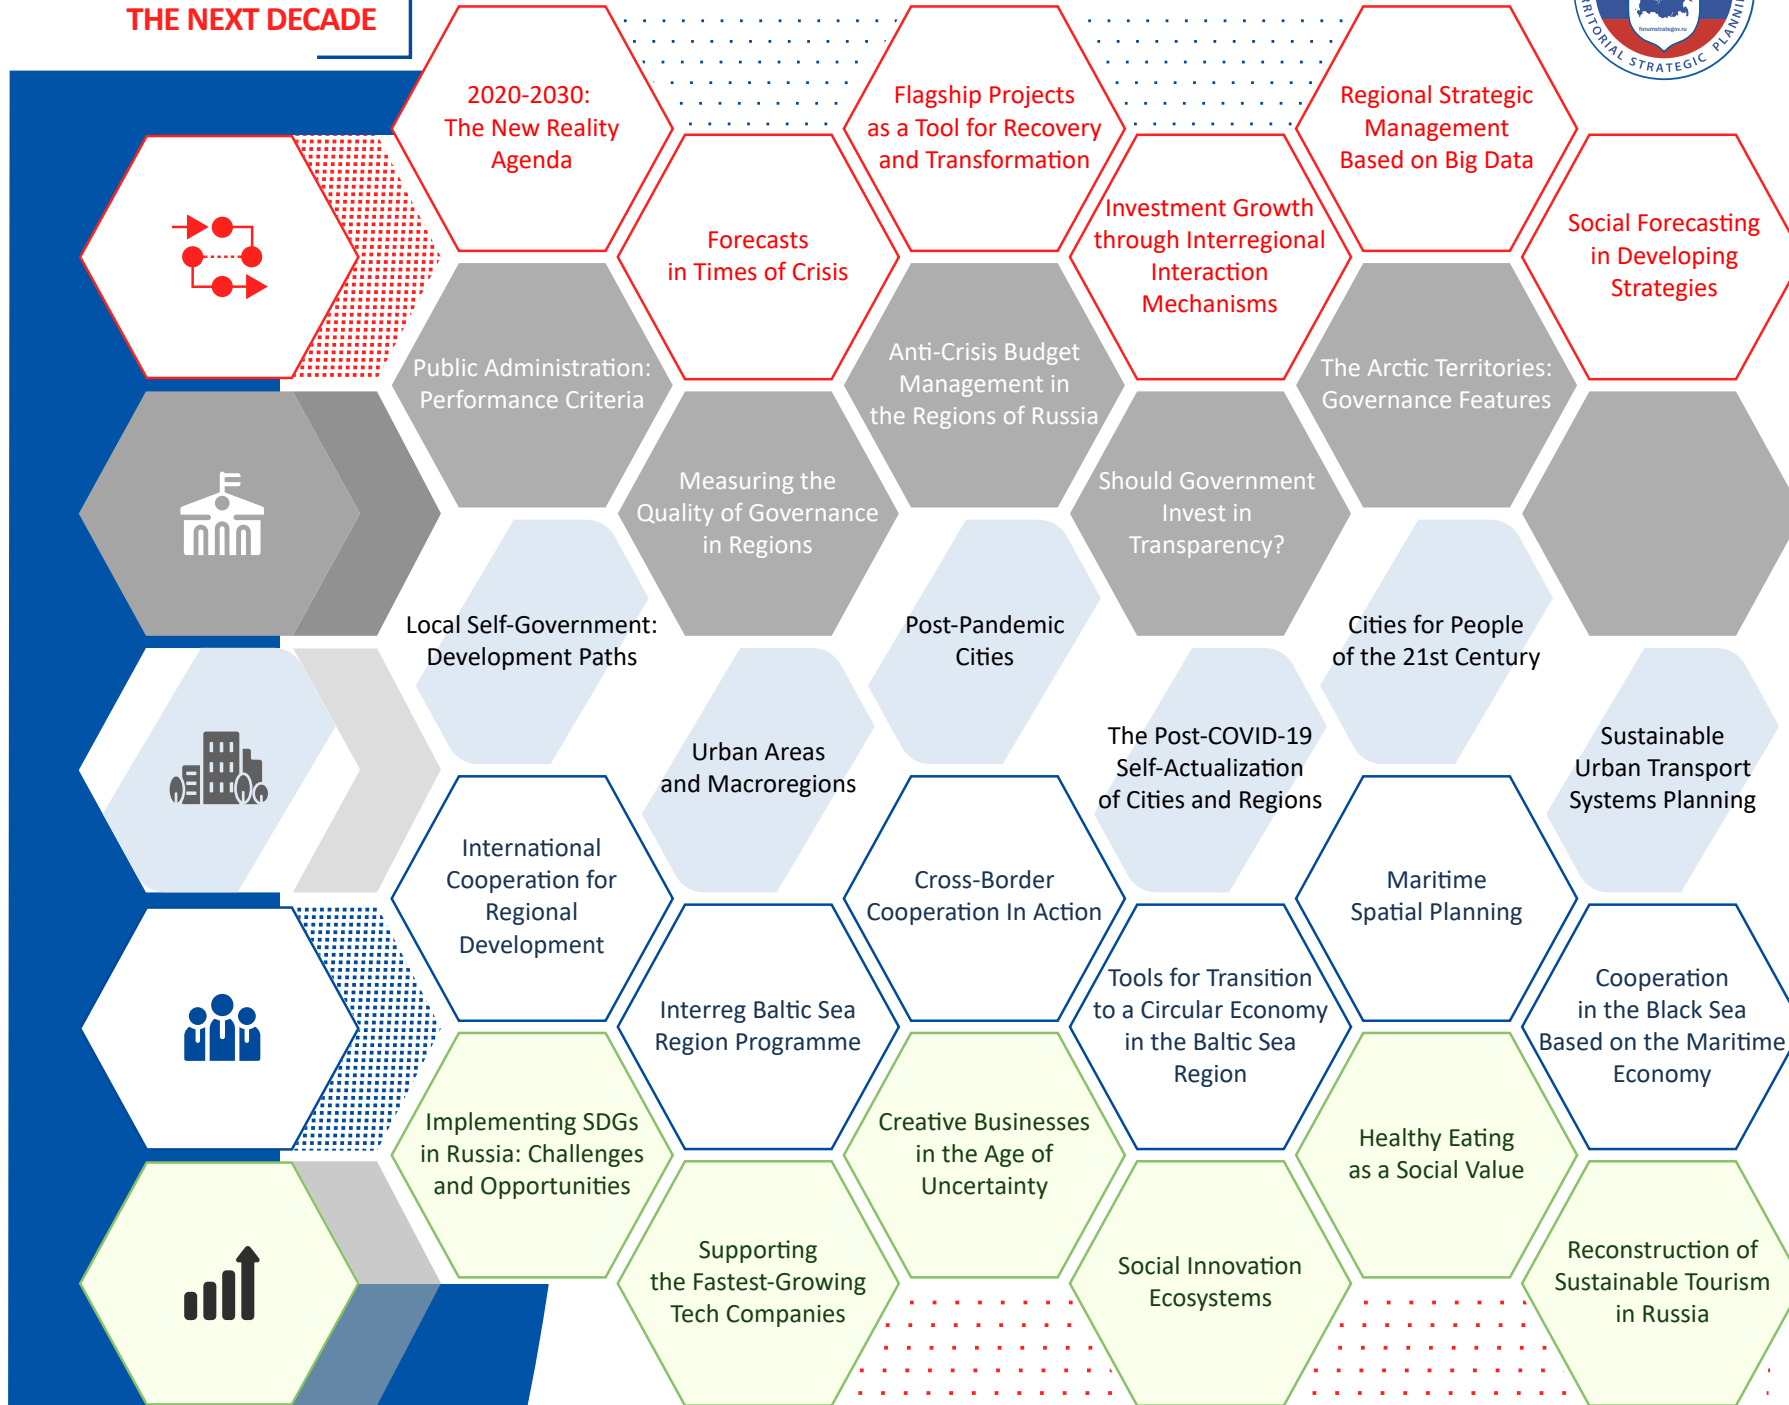 THE NEXT DECADE
forumstrategov.ru
TERRITORIAL STRATEGIC PLANNI
2020-2030:
The New Reality
Agenda
Forecasts
in Times of Crisis
Flagship Projects
as a Tool for Recovery
and Transformation
Investment Growth
through Interregional
Interaction
Mechanisms
Regional Strategic
Management
Based on Big Data
Social Forecasting
in Developing
Strategies
Public Administration:
Performance Criteria
Measuring the
Quality of Governance
in Regions
Anti-Crisis Budget
Management in
the Regions of Russia
Should Government
Invest in
Transparency?
The Arctic Territories:
Governance Features
Local Self-Government:
Development Paths
Urban Areas
and Macroregions
Post-Pandemic
Cities
The Post-COVID-19
Self-Actualization
of Cities and Regions
Cities for People
of the 21st Century
Sustainable
Urban Transport
Systems Planning
International
Cooperation for
Regional
Development
Interreg Baltic Sea
Region Programme
Cross-Border
Cooperation In Action
Tools for Transition
to a Circular Economy
in the Baltic Sea
Region
Maritime
Spatial Planning
Cooperation
in the Black Sea
Based on the Maritime
Economy
Implementing SDGs
in Russia: Challenges
and Opportunities
Supporting
the Fastest-Growing
Tech Companies
Creative Businesses
in the Age of
Uncertainty
Social Innovation
Ecosystems
Healthy Eating
as a Social Value
Reconstruction of
Sustainable Tourism
in Russia